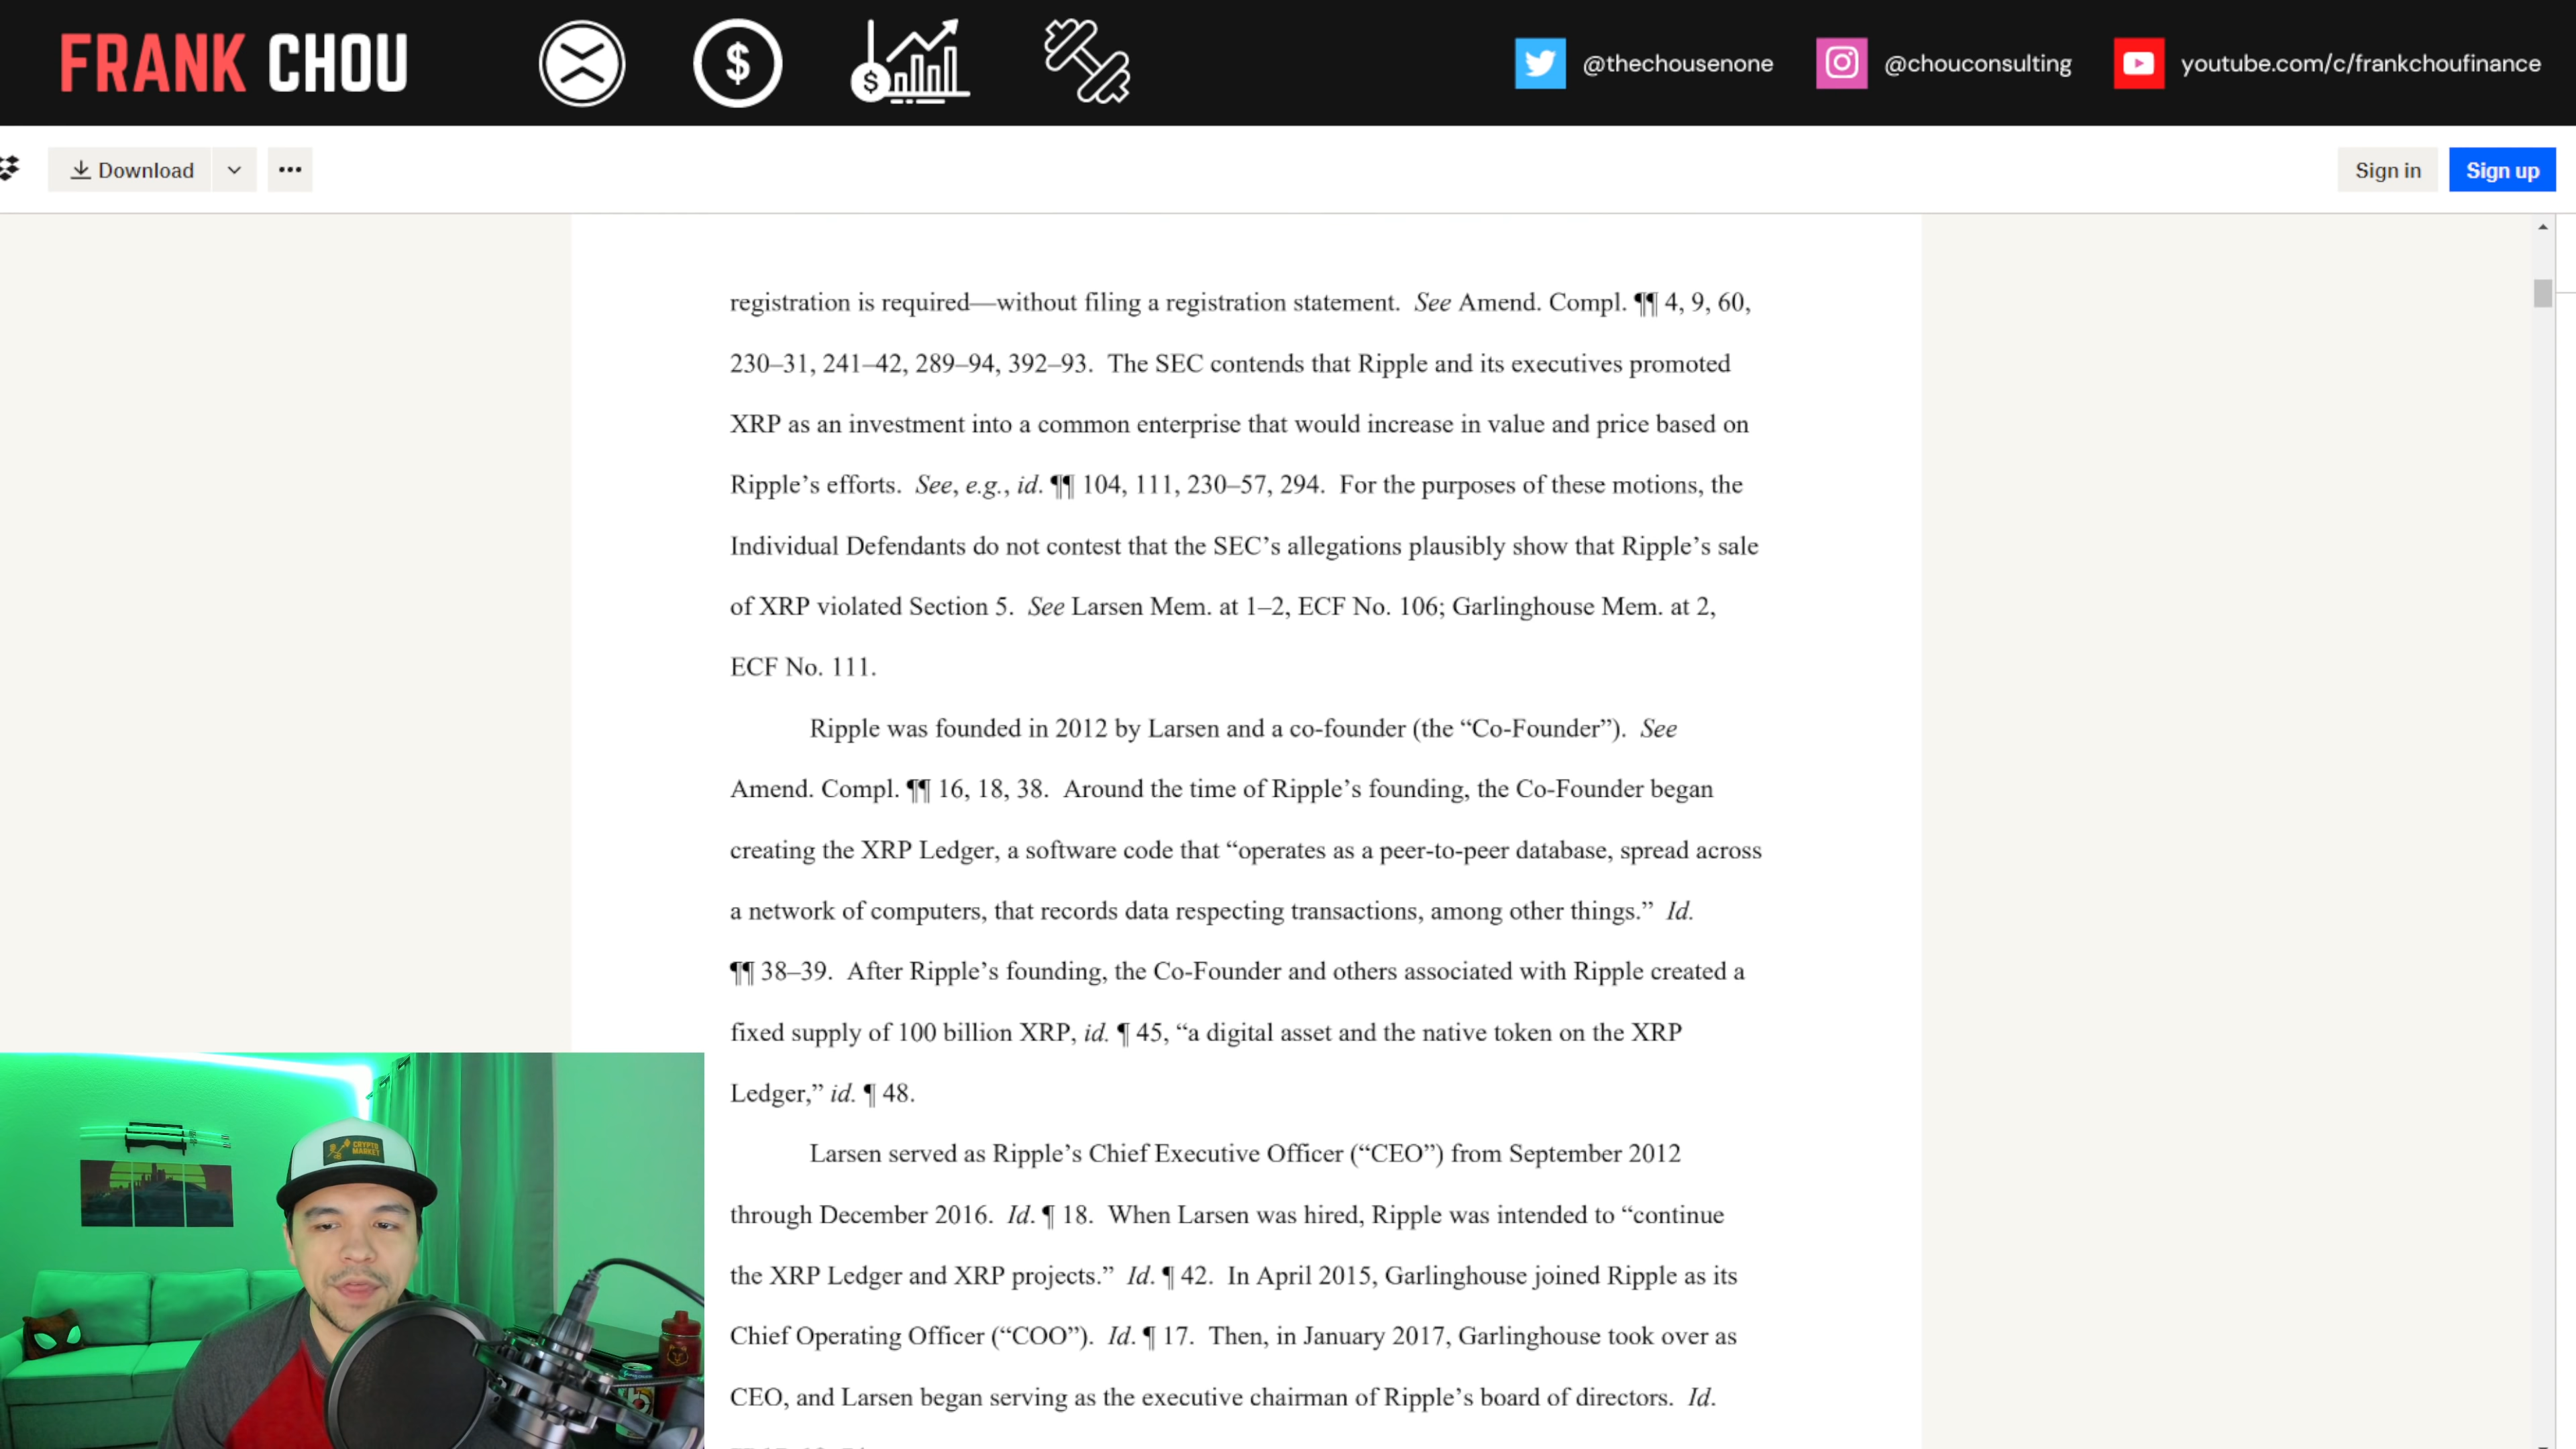 FRANK CHOU
@thechousenone
@chouconsulting
youtube.com/c/frankchoufinance
Download
Sign in
Sign up
registration is required—without filing a registration statement. See Amend. Compl. ¶¶ 4, 9, 60,
230–31, 241–42, 289–94, 392–93. The SEC contends that Ripple and its executives promoted
XRP as an investment into a common enterprise that would increase in value and price based on
Ripple’s efforts. See, e.g., id. ¶¶ 104, 111, 230–57, 294. For the purposes of these motions, the
Individual Defendants do not contest that the SEC’s allegations plausibly show that Ripple’s sale
of XRP violated Section 5. See Larsen Mem. at 1–2, ECF No. 106; Garlinghouse Mem. at 2,
ECF No. 111.
Ripple was founded in 2012 by Larsen and a co-founder (the “Co-Founder”). See
Amend. Compl. ¶¶ 16, 18, 38. Around the time of Ripple’s founding, the Co-Founder began
creating the XRP Ledger, a software code that “operates as a peer-to-peer database, spread across
a network of computers, that records data respecting transactions, among other things.” Id.
¶¶ 38–39. After Ripple’s founding, the Co-Founder and others associated with Ripple created a
fixed supply of 100 billion XRP, id. ¶ 45, “a digital asset and the native token on the XRP
Ledger,” id. ¶ 48.
Larsen served as Ripple’s Chief Executive Officer (“CEO”) from September 2012
through December 2016. Id. ¶ 18. When Larsen was hired, Ripple was intended to “continue
the XRP Ledger and XRP projects.” Id. ¶ 42. In April 2015, Garlinghouse joined Ripple as its
Chief Operating Officer (“COO”). Id. ¶ 17. Then, in January 2017, Garlinghouse took over as
CEO, and Larsen began serving as the executive chairman of Ripple’s board of directors. Id.
CRYPTO
MARKET